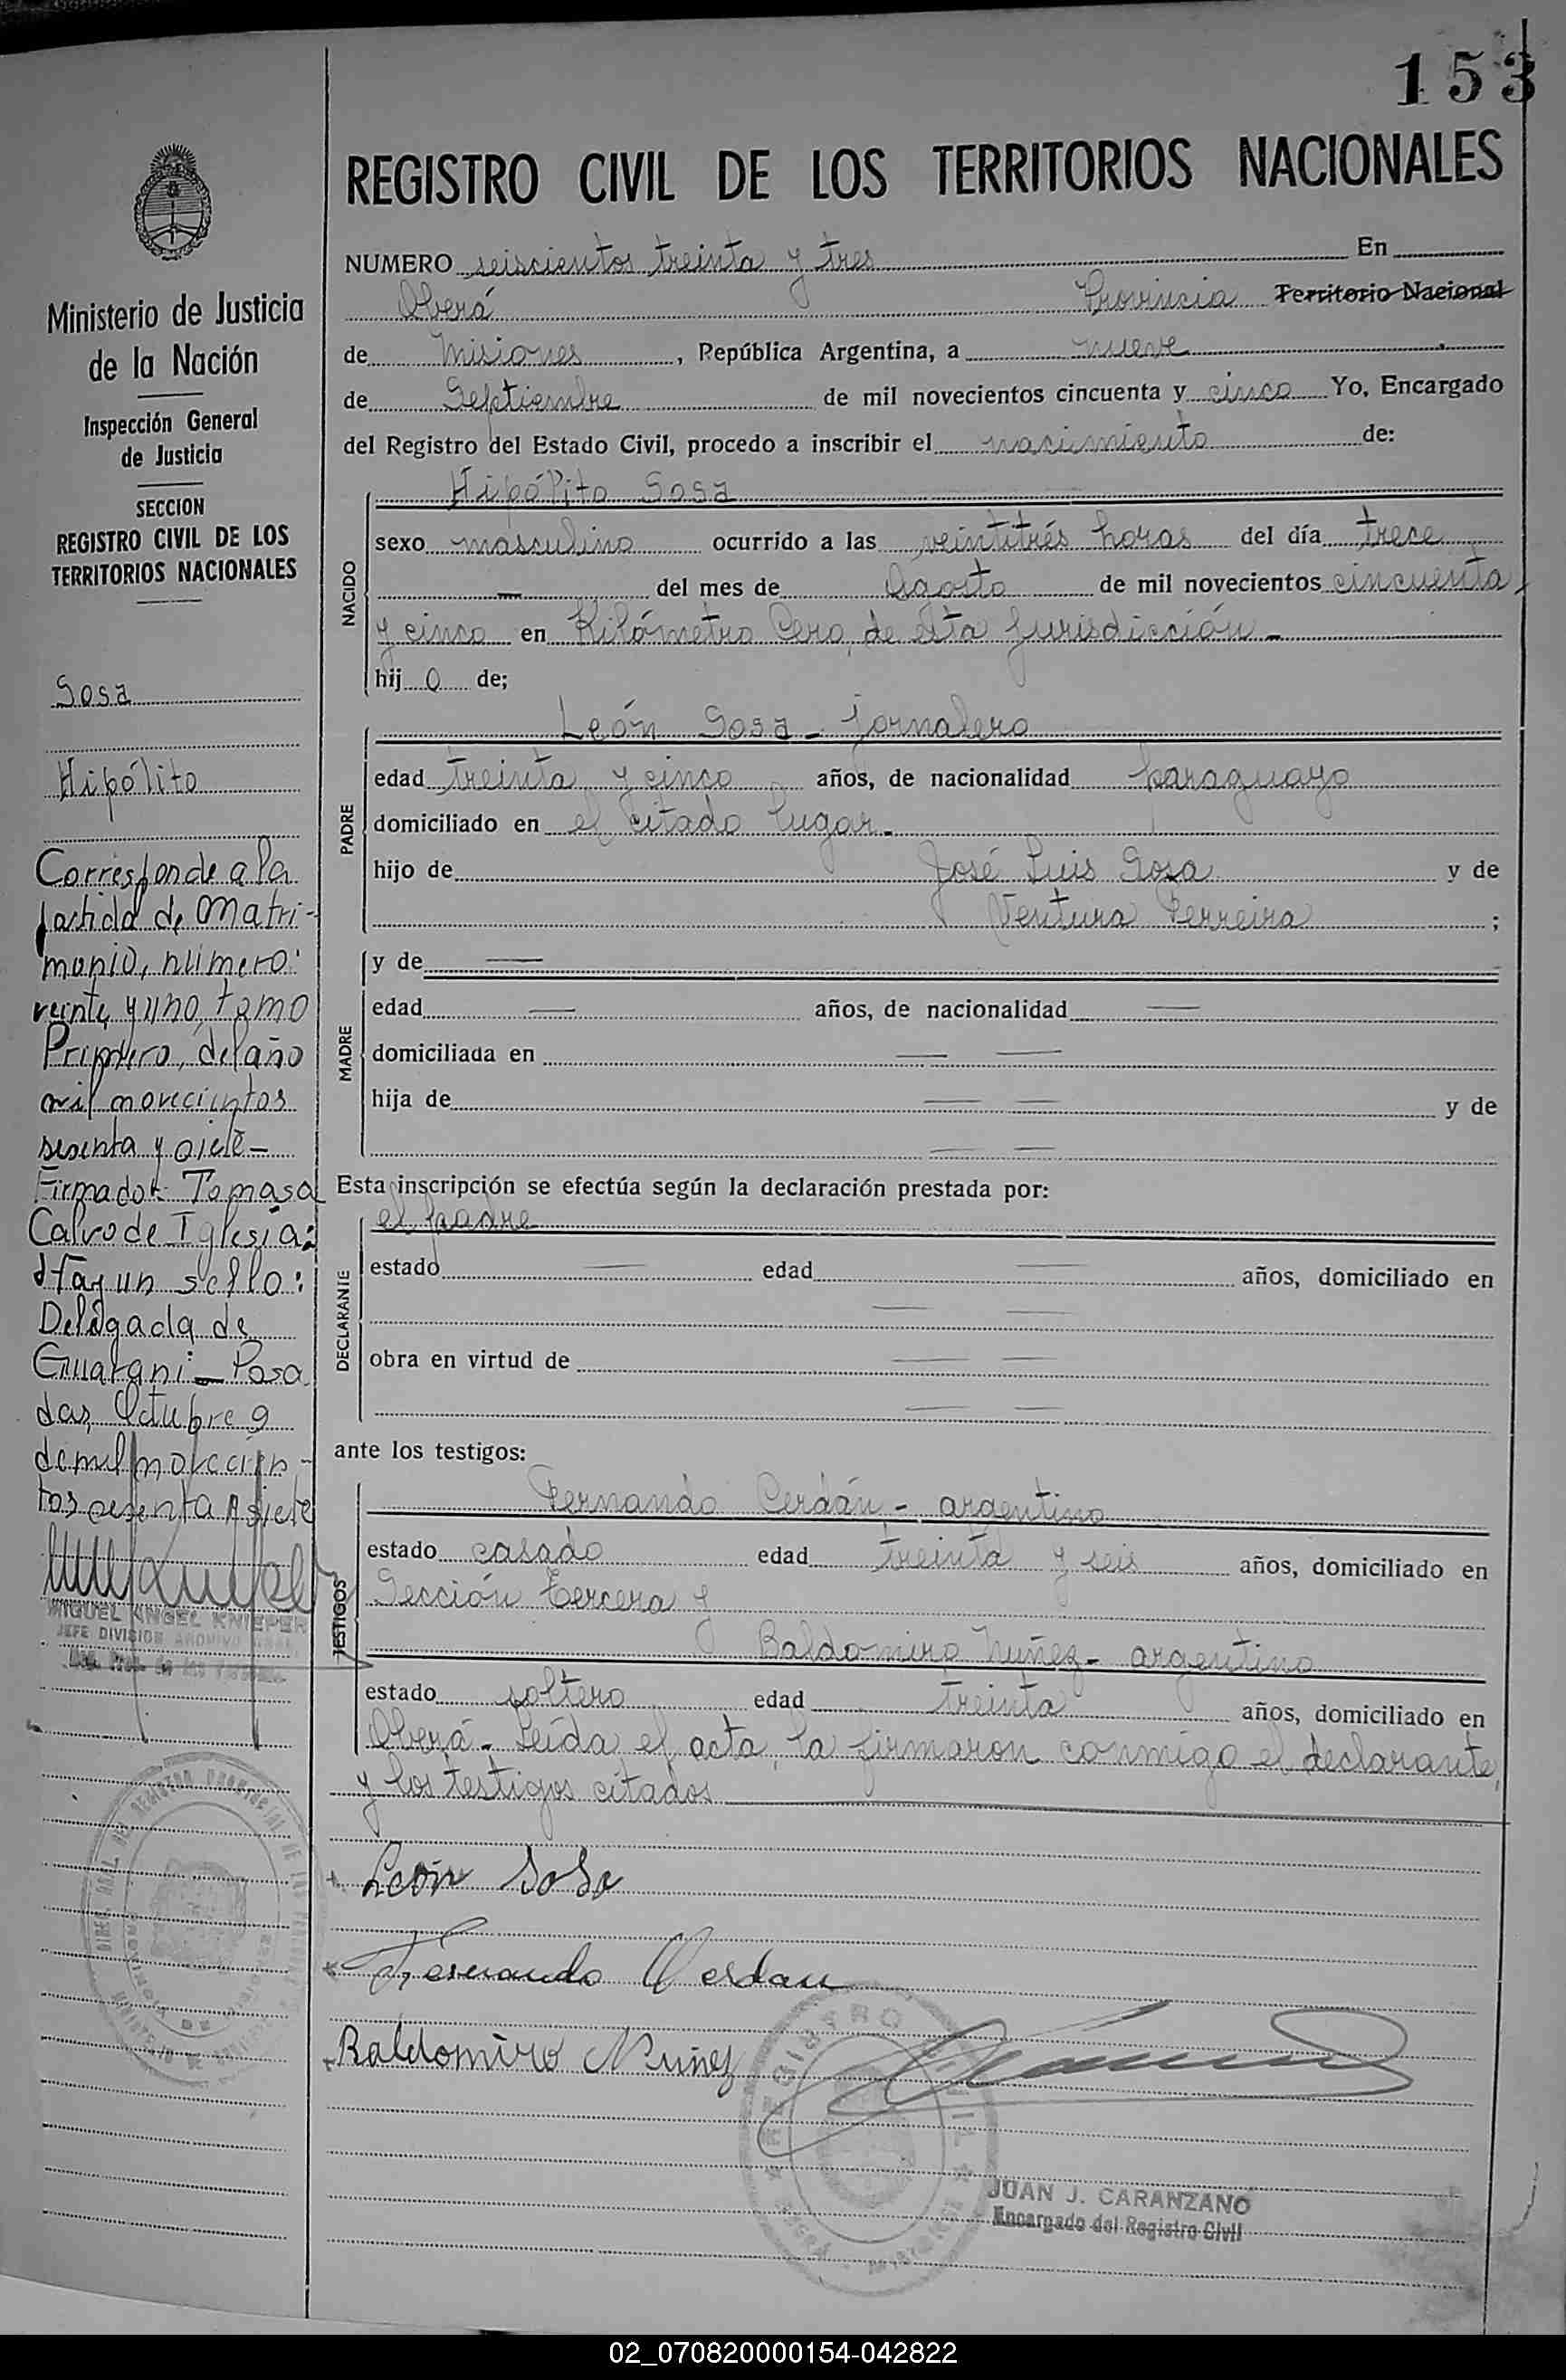 153
REGISTRO CIVIL DE LOS TERRITORIOS NACIONALES
NUMERO seiscientos treinta y tres En
Oberá Provincia Territorio Nacional
de Misiones, República Argentina, a nueve
de Septiembre de mil novecientos cincuenta y cinco Yo, Encargado
del Registro del Estado Civil, procedo a inscribir el nacimiento de:
NACIDO
Hipólito Sosa
sexo masculino ocurrido a las veintitrés horas del día trece
— del mes de Agosto de mil novecientos cincuenta
y cinco en Kilómetro Cero, de esta jurisdicción -
hij o de;
PADRE
León Sosa - jornalero
edad treinta y cinco años, de nacionalidad paraguayo
domiciliado en el citado lugar -
hijo de José Luis Sosa y de
Ventura Ferreira ;
MADRE
y de —
edad — años, de nacionalidad —
domiciliada en — —
hija de — — y de
— —
Esta inscripción se efectúa según la declaración prestada por:
DECLARANTE
el padre
estado — edad — años, domiciliado en
— —
obra en virtud de — —
— —
ante los testigos:
TESTIGOS
Fernando Cerdán - argentino
estado casado edad treinta y seis años, domiciliado en
Sección tercera y
Baldomiro Nuñez - argentino
estado soltero edad treinta años, domiciliado en
Oberá - Leída el acta, la firmaron conmigo el declarante,
y los testigos citados
León Sosa
Fernando Cerdan
Baldomiro Nuñez
REGISTRO CIVIL
JUAN J. CARANZANO
Encargado del Registro Civil
Ministerio de Justicia
de la Nación
Inspección General
de Justicia
SECCION
REGISTRO CIVIL DE LOS
TERRITORIOS NACIONALES
Sosa
Hipólito
Corresponde a la
partida de matri-
monio, número:
veinte y uno, tomo
Primero, del año
mil novecientos
sesenta y siete -
Firmado: Tomasa
Calvo de Iglesia:
Hay un sello:
Delegada de
Guaraní - Posa
das, Octubre 9
de mil novecien-
tos sesenta y siete
MIGUEL ANGEL KNIEPER
JEFE DIVISION ARCHIVO GRAL.
02_070820000154-042822